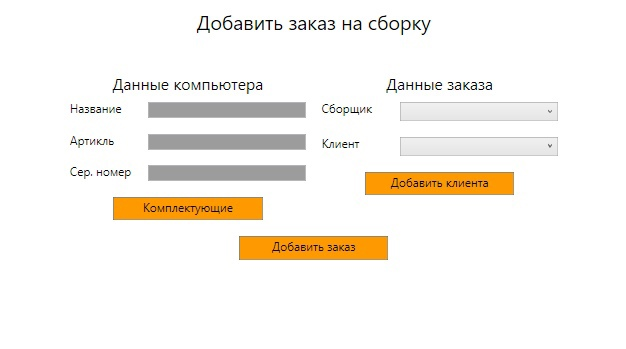 Добавить заказ на сборку
Данные компьютера
Название
Артикль
Сер. номер
Комплектующие
Данные заказа
Сборщик
Клиент
Добавить клиента
Добавить заказ